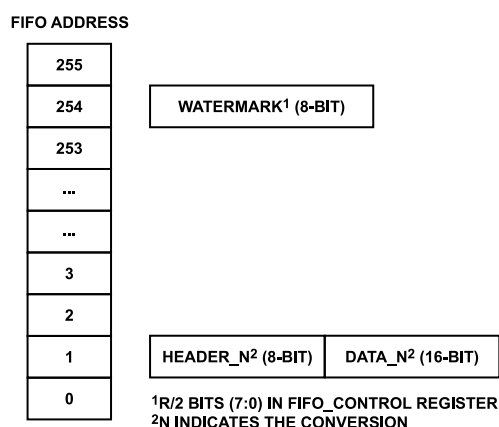 FIFO ADDRESS
255
254
WATERMARK¹ (8-BIT)
253
...
...
3
2
1
HEADER_N² (8-BIT) DATA_N² (16-BIT)
0
¹R/2 BITS (7:0) IN FIFO_CONTROL REGISTER
²N INDICATES THE CONVERSION